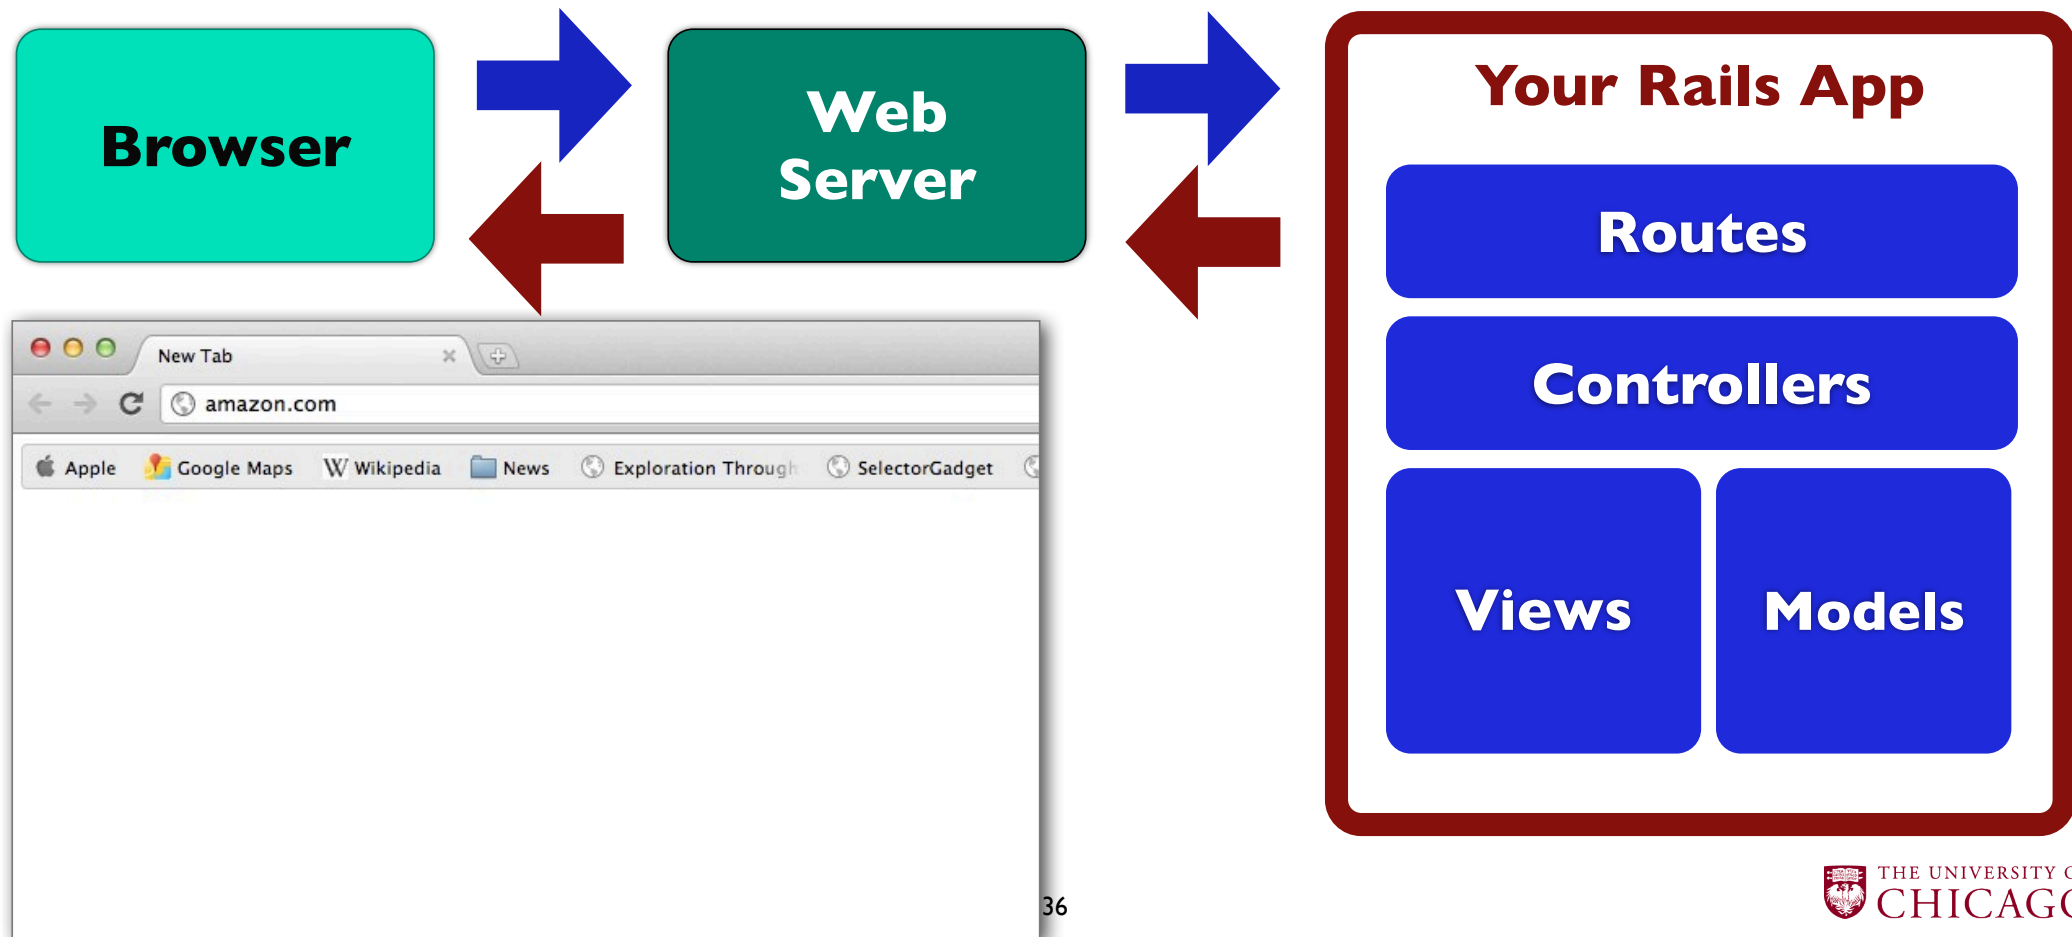 Browser
Web
Server
Your Rails App
Routes
Controllers
Views
Models
New Tab
amazon.com
Apple
Google Maps
Wikipedia
News
Exploration Through
SelectorGadget
36
THE UNIVERSITY O
CHICAGO